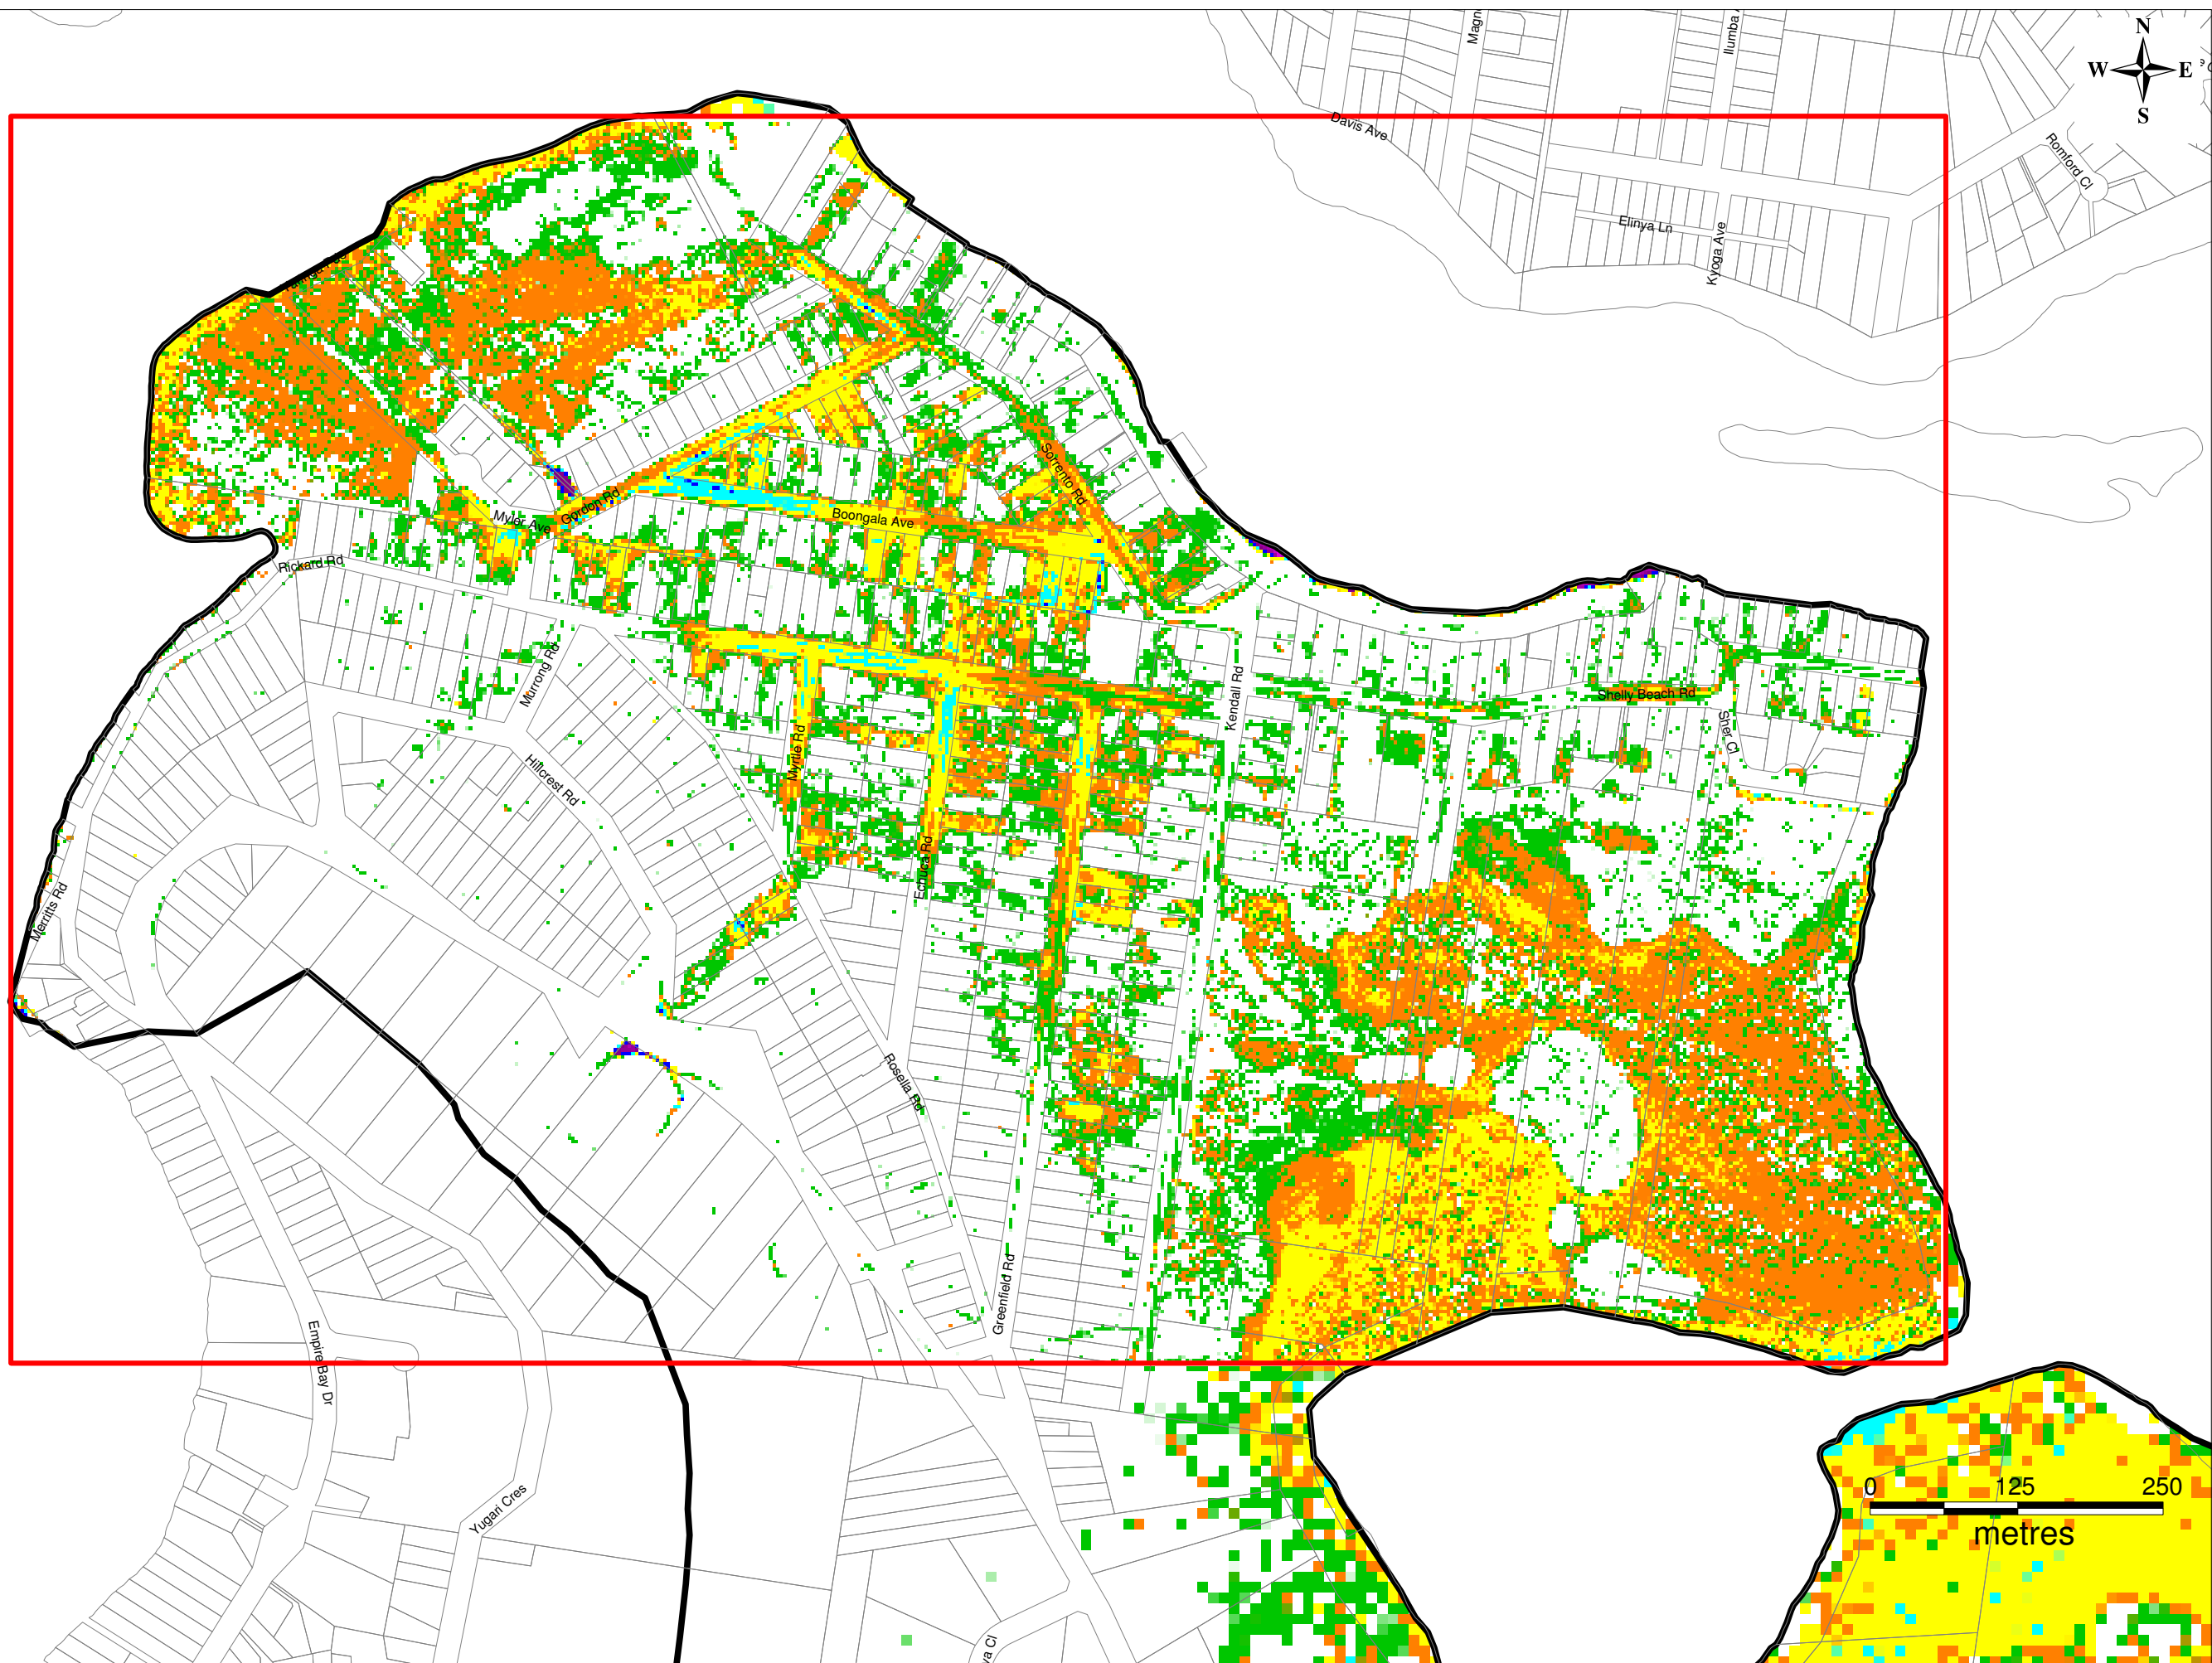 Magn
Ilumba
N
W E
S
Davis Ave
Romford Cl
Elinya Ln
Kyoga Ave
Sorrento Rd
Gordon Rd
Myler Ave
Boongala Ave
Rickard Rd
Murrong Rd
Kendall Rd
Shelly Beach Rd
Sher Cl
Myrtle Rd
Hillcrest Rd
Echuca Rd
Merritts Rd
Rosella Rd
Greenfield Rd
Empire Bay Dr
Yugari Cres
0 125 250
metres